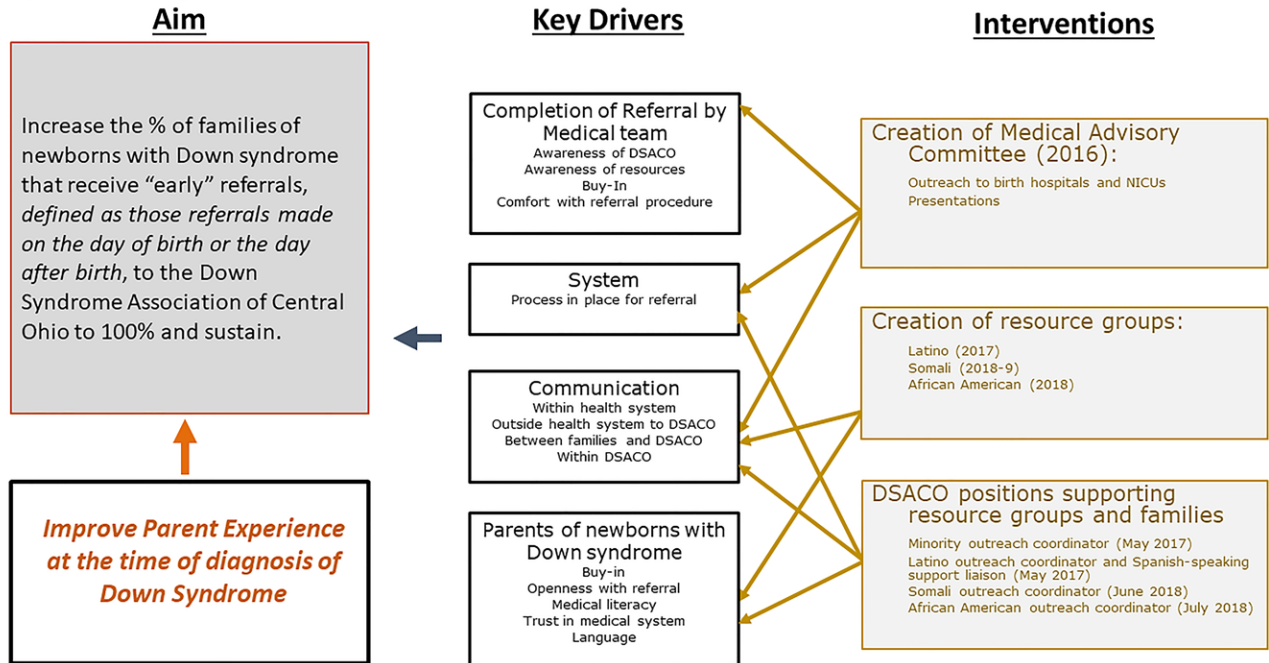 Aim
Increase the % of families of
newborns with Down syndrome
that receive “early” referrals,
defined as those referrals made
on the day of birth or the day
after birth, to the Down
Syndrome Association of Central
Ohio to 100% and sustain.
Improve Parent Experience
at the time of diagnosis of
Down Syndrome
Key Drivers
Completion of Referral by
Medical team
Awareness of DSACO
Awareness of resources
Buy-In
Comfort with referral procedure
System
Process in place for referral
Communication
Within health system
Outside health system to DSACO
Between families and DSACO
Within DSACO
Parents of newborns with
Down syndrome
Buy-in
Openness with referral
Medical literacy
Trust in medical system
Language
Interventions
Creation of Medical Advisory
Committee (2016):
Outreach to birth hospitals and NICUs
Presentations
Creation of resource groups:
Latino (2017)
Somali (2018-9)
African American (2018)
DSACO positions supporting
resource groups and families
Minority outreach coordinator (May 2017)
Latino outreach coordinator and Spanish-speaking
support liaison (May 2017)
Somali outreach coordinator (June 2018)
African American outreach coordinator (July 2018)